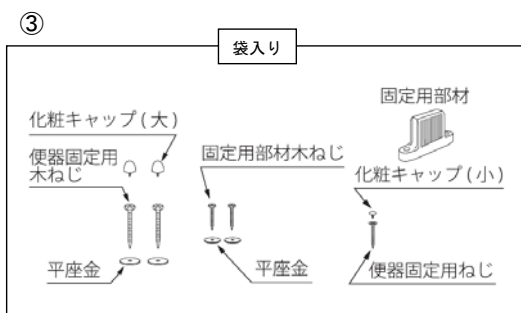 ③
袋入り
固定用部材
化粧キャップ(大)
便器固定用
木ねじ
固定用部材木ねじ
化粧キャップ(小)
平座金
平座金
便器固定用ねじ